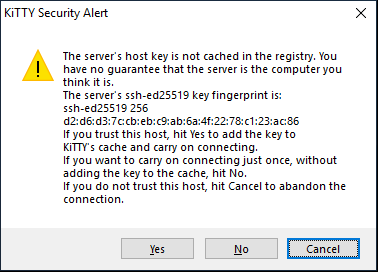 KiTTY Security Alert
The server's host key is not cached in the registry. You
have no guarantee that the server is the computer you
think it is.
The server's ssh-ed25519 key fingerprint is:
ssh-ed25519 256
d2:d6:d3:7c:cb:eb:c9:ab:6a:4f:22:78:c1:23:ac:86
If you trust this host, hit Yes to add the key to
KiTTY's cache and carry on connecting.
If you want to carry on connecting just once, without
adding the key to the cache, hit No.
If you do not trust this host, hit Cancel to abandon the
connection.
Yes
No
Cancel